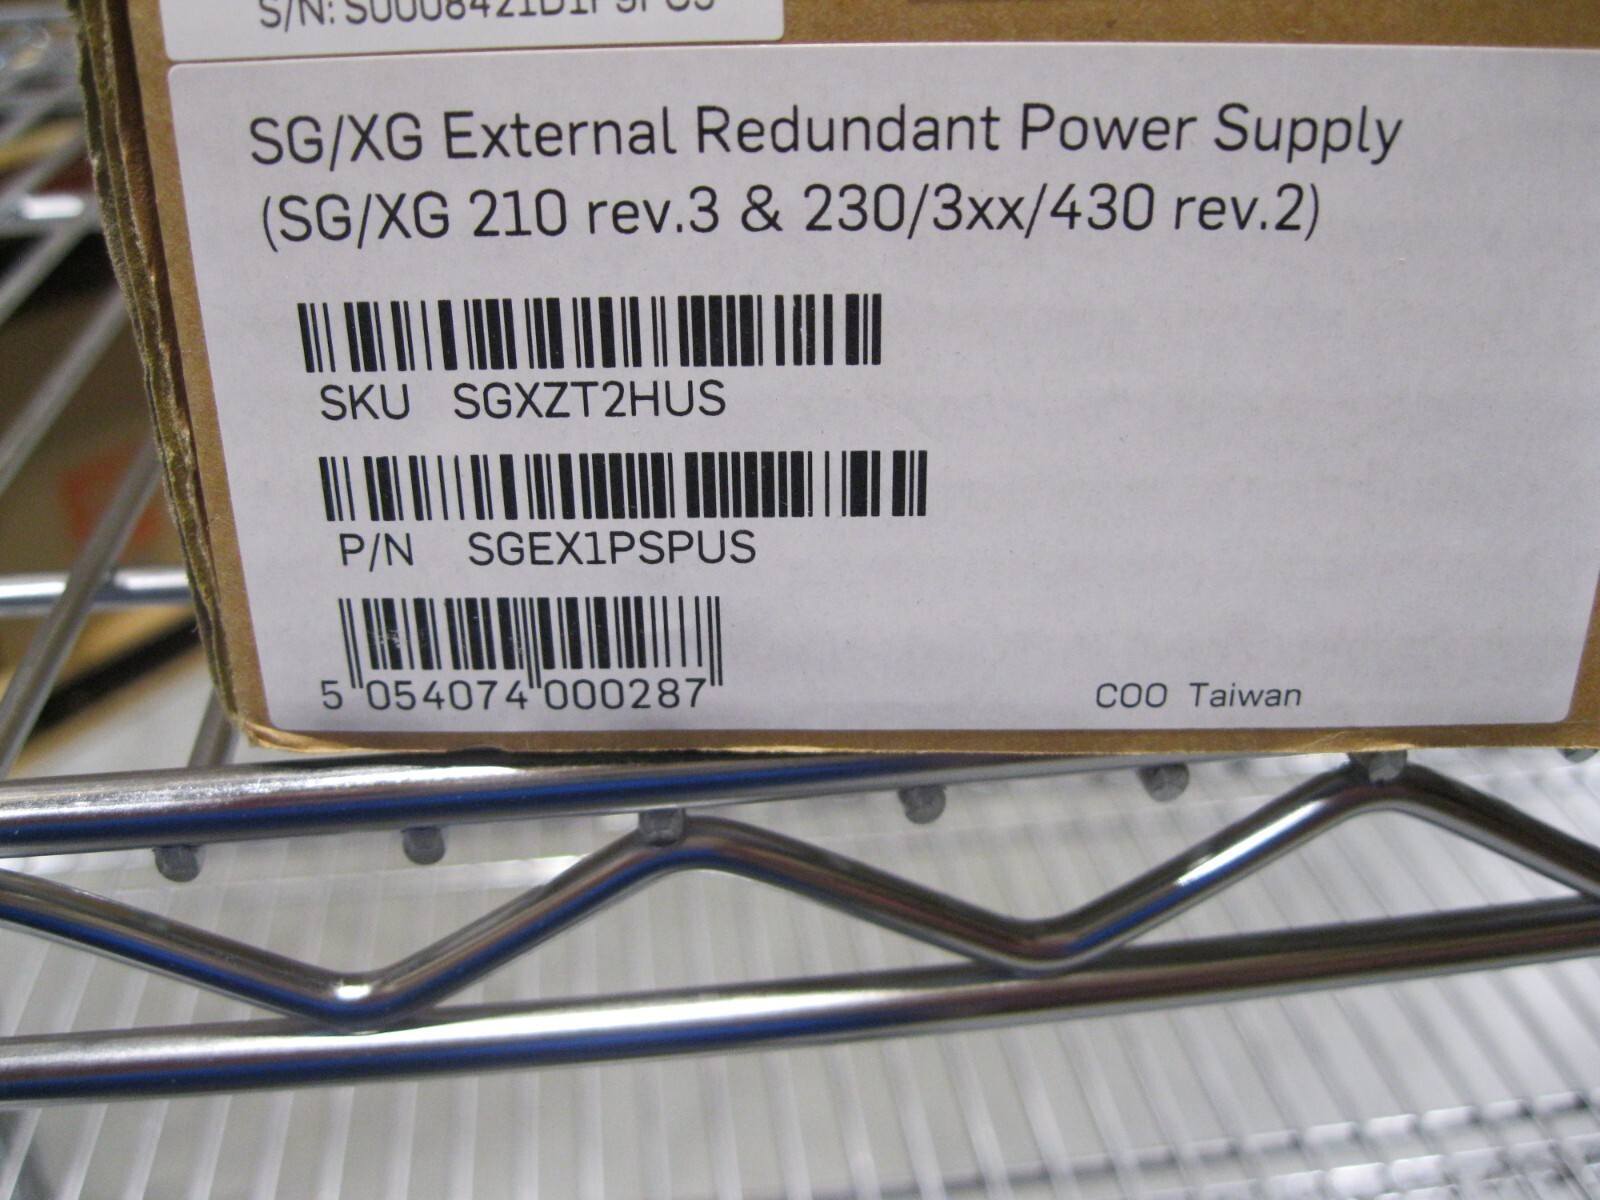 S/N:
SG/XG External Redundant Power Supply
(SG/XG 210 rev.3 & 230/3xx/430 rev.2)
SKU SGXZT2HUS
P/N SGEX1PSPUS
5 054074 000287
COO Taiwan